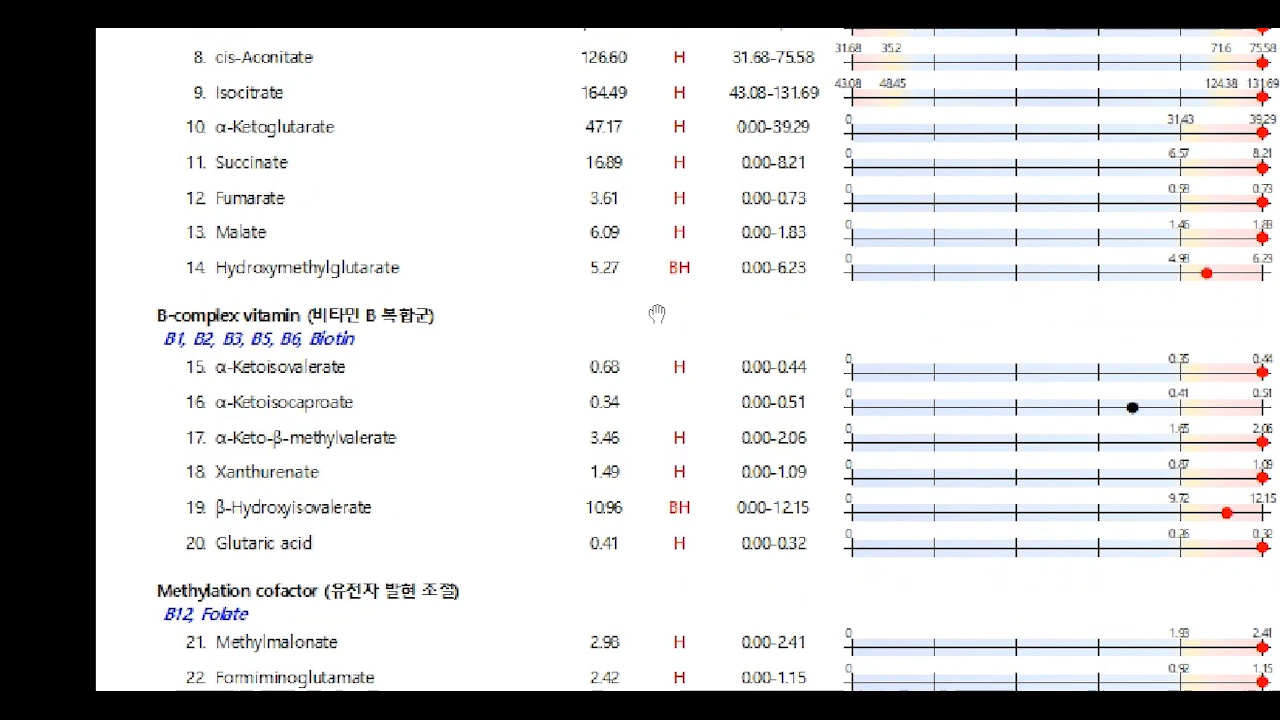 31.68 35.2 71.6 75.58
8. cis-Aconitate 126.60 H 31.68-75.58
43.08 48.45 124.38 131.69
9. Isocitrate 164.49 H 43.08-131.69
0 31.43 39.29
10. α-Ketoglutarate 47.17 H 0.00-39.29
0 6.57 8.21
11. Succinate 16.89 H 0.00-8.21
0 0.58 0.73
12. Fumarate 3.61 H 0.00-0.73
0 1.46 1.83
13. Malate 6.09 H 0.00-1.83
0 4.98 6.23
14. Hydroxymethylglutarate 5.27 BH 0.00-6.23
B-complex vitamin (비타민 B 복합군)
B1, B2, B3, B5, B6, Biotin
0 0.35 0.44
15. α-Ketoisovalerate 0.68 H 0.00-0.44
0 0.41 0.51
16. α-Ketoisocaproate 0.34 0.00-0.51
0 1.65 2.06
17. α-Keto-β-methylvalerate 3.46 H 0.00-2.06
0 0.87 1.09
18. Xanthurenate 1.49 H 0.00-1.09
0 9.72 12.15
19. β-Hydroxyisovalerate 10.96 BH 0.00-12.15
0 0.26 0.32
20. Glutaric acid 0.41 H 0.00-0.32
Methylation cofactor (유전자 발현 조절)
B12, Folate
0 1.93 2.41
21. Methylmalonate 2.98 H 0.00-2.41
0 0.92 1.15
22. Formiminoglutamate 2.42 H 0.00-1.15